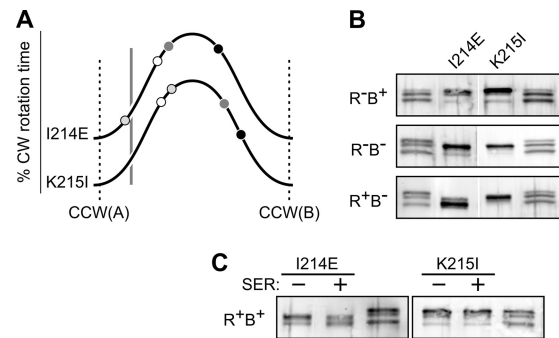 A
% CW rotation time
I214E
K215I
CCW(A)
CCW(B)
B
I214E
K215I
R⁻B⁺
R⁻B⁻
R⁺B⁻
C
I214E
K215I
SER: − + − +
R⁺B⁺